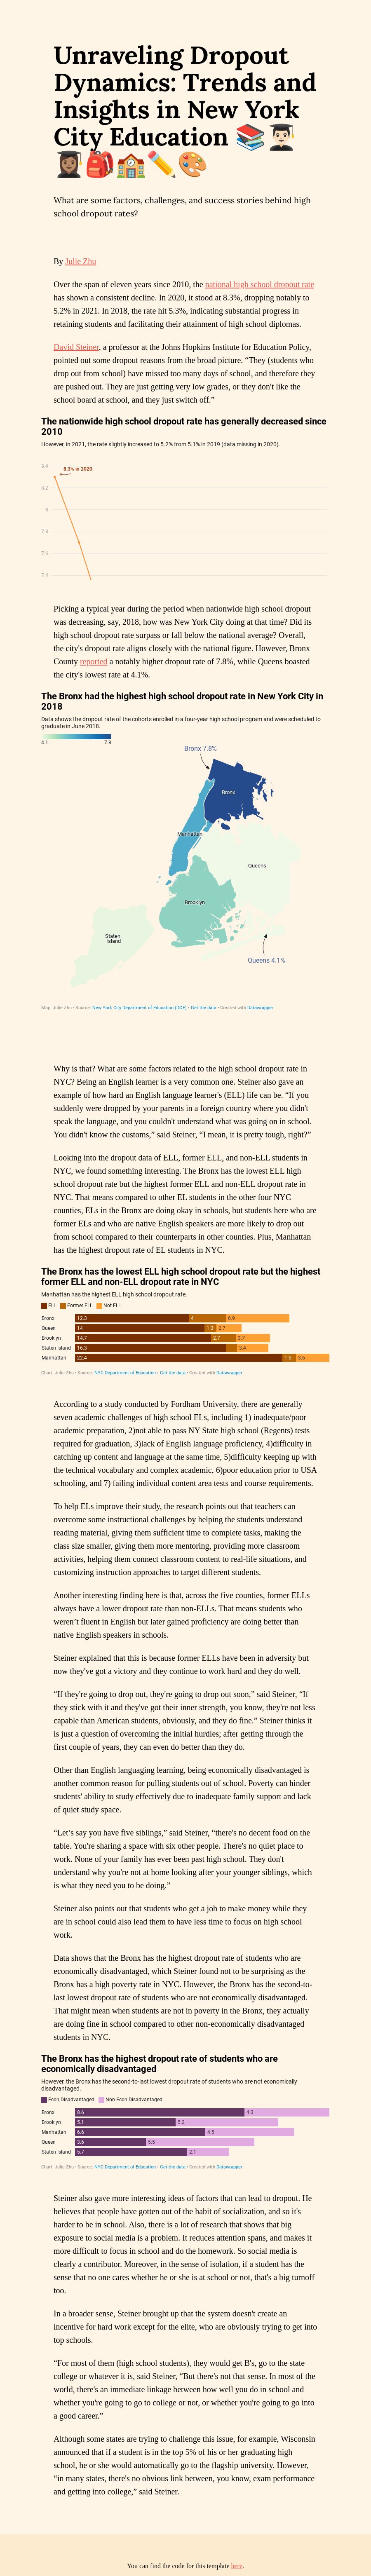 Unraveling Dropout
Dynamics: Trends and
Insights in New York
City Education 📚👨🏻‍🎓
👩🏽‍🎓🎒🏫✏️🎨
What are some factors, challenges, and success stories behind high
school dropout rates?
By Julie Zhu
Over the span of eleven years since 2010, the national high school dropout rate
has shown a consistent decline. In 2020, it stood at 8.3%, dropping notably to
5.2% in 2021. In 2018, the rate hit 5.3%, indicating substantial progress in
retaining students and facilitating their attainment of high school diplomas.
David Steiner, a professor at the Johns Hopkins Institute for Education Policy,
pointed out some dropout reasons from the broad picture. “They (students who
drop out from school) have missed too many days of school, and therefore they
are pushed out. They are just getting very low grades, or they don't like the
school board at school, and they just switch off.”
The nationwide high school dropout rate has generally decreased since
2010
However, in 2021, the rate slightly increased to 5.2% from 5.1% in 2019 (data missing in 2020).
8.4
8.3% in 2020
8.2
8
7.8
7.6
7.4
Picking a typical year during the period when nationwide high school dropout
was decreasing, say, 2018, how was New York City doing at that time? Did its
high school dropout rate surpass or fall below the national average? Overall,
the city's dropout rate aligns closely with the national figure. However, Bronx
County reported a notably higher dropout rate of 7.8%, while Queens boasted
the city's lowest rate at 4.1%.
The Bronx had the highest high school dropout rate in New York City in
2018
Data shows the dropout rate of the cohorts enrolled in a four-year high school program and were scheduled to
graduate in June 2018.
4.1 7.8
Bronx 7.8%
Bronx
Manhattan
Queens
Brooklyn
Staten
Island
Queens 4.1%
Map: Julie Zhu • Source: New York City Department of Education (DOE) • Get the data • Created with Datawrapper
Why is that? What are some factors related to the high school dropout rate in
NYC? Being an English learner is a very common one. Steiner also gave an
example of how hard an English language learner's (ELL) life can be. “If you
suddenly were dropped by your parents in a foreign country where you didn't
speak the language, and you couldn't understand what was going on in school.
You didn't know the customs,” said Steiner, “I mean, it is pretty tough, right?”
Looking into the dropout data of ELL, former ELL, and non-ELL students in
NYC, we found something interesting. The Bronx has the lowest ELL high
school dropout rate but the highest former ELL and non-ELL dropout rate in
NYC. That means compared to other EL students in the other four NYC
counties, ELs in the Bronx are doing okay in schools, but students here who are
former ELs and who are native English speakers are more likely to drop out
from school compared to their counterparts in other counties. Plus, Manhattan
has the highest dropout rate of EL students in NYC.
The Bronx has the lowest ELL high school dropout rate but the highest
former ELL and non-ELL dropout rate in NYC
Manhattan has the highest ELL high school dropout rate.
ELL Former ELL Not ELL
Bronx 12.3 4 6.9
Queen 14 1.3 2.7
Brooklyn 14.7 2.7 3.7
Staten Island 16.3 3.4
Manhattan 22.4 1.5 3.6
Chart: Julie Zhu • Source: NYC Department of Education • Get the data • Created with Datawrapper
According to a study conducted by Fordham University, there are generally
seven academic challenges of high school ELs, including 1) inadequate/poor
academic preparation, 2)not able to pass NY State high school (Regents) tests
required for graduation, 3)lack of English language proficiency, 4)difficulty in
catching up content and language at the same time, 5)difficulty keeping up with
the technical vocabulary and complex academic, 6)poor education prior to USA
schooling, and 7) failing individual content area tests and course requirements.
To help ELs improve their study, the research points out that teachers can
overcome some instructional challenges by helping the students understand
reading material, giving them sufficient time to complete tasks, making the
class size smaller, giving them more mentoring, providing more classroom
activities, helping them connect classroom content to real-life situations, and
customizing instruction approaches to target different students.
Another interesting finding here is that, across the five counties, former ELs
always have a lower dropout rate than non-ELs. That means students who
weren’t fluent in English but later gained proficiency are doing better than
native English speakers in schools.
Steiner explained that this is because former ELs have been in adversity but
now they've got a victory and they continue to work hard and they do well.
“If they're going to drop out, they're going to drop out soon,” said Steiner, “If
they stick with it and they've got their inner strength, you know, they're not less
capable than American students, obviously, and they do fine.” Steiner thinks it
is just a question of overcoming the initial hurdles; after getting through the
first couple of years, they can even do better than they do.
Other than English languaging learning, being economically disadvantaged is
another common reason for pulling students out of school. Poverty can hinder
students' ability to study effectively due to inadequate family support and lack
of quiet study space.
“Let’s say you have five siblings,” said Steiner, “there's no decent food on the
table. You're sharing a space with six other people. There's no quiet place to
work. None of your family has ever been past high school. They don't
understand why you're not at home looking after your younger siblings, which
is what they need you to be doing.”
Steiner also points out that students who get a job to make money while they
are in school could also lead them to have less time to focus on high school
work.
Data shows that the Bronx has the highest dropout rate of students who are
economically disadvantaged, which Steiner found not to be surprising as the
Bronx has a high poverty rate in NYC. However, the Bronx has the second-to-
last lowest dropout rate of students who are not economically disadvantaged.
That might mean when students are not in poverty in the Bronx, they actually
are doing fine in school compared to other non-economically disadvantaged
students in NYC.
The Bronx has the highest dropout rate of students who are
economically disadvantaged
However, the Bronx has the second-to-last lowest dropout rate of students who are not economically
disadvantaged.
Econ Disadvantaged Non Econ Disadvantaged
Bronx 8.6 4.3
Brooklyn 5.1 5.2
Manhattan 6.6 4.5
Queen 3.6 5.5
Staten Island 5.7 2.1
Chart: Julie Zhu • Source: NYC Department of Education • Get the data • Created with Datawrapper
Steiner also gave more interesting ideas of factors that can lead to dropout. He
believes that people have gotten out of the habit of socialization, and so it's
harder to be in school. Also, there is a lot of research that shows that big
exposure to social media is a problem. It reduces attention spans, and makes it
more difficult to focus in school and do the homework. So social media is
clearly a contributor. Moreover, in the sense of isolation, if a student has the
sense that no one cares whether he or she is at school or not, that's a big turnoff
too.
In a broader sense, Steiner brought up that the system doesn't create an
incentive for hard work except for the elite, who are obviously trying to get into
top schools.
“For most of them (high school students), they would get B's, go to the state
college or whatever it is, said Steiner, “But there's not that sense. In most of the
world, there's an immediate linkage between how well you do in school and
whether you're going to go to college or not, or whether you're going to go into
a good career.”
Although some states are trying to challenge this issue, for example, Wisconsin
announced that if a student is in the top 5% of his or her graduating high
school, he or she would automatically go to the flagship university. However,
“in many states, there's no obvious link between, you know, exam performance
and getting into college,” said Steiner.
You can find the code for this template here.